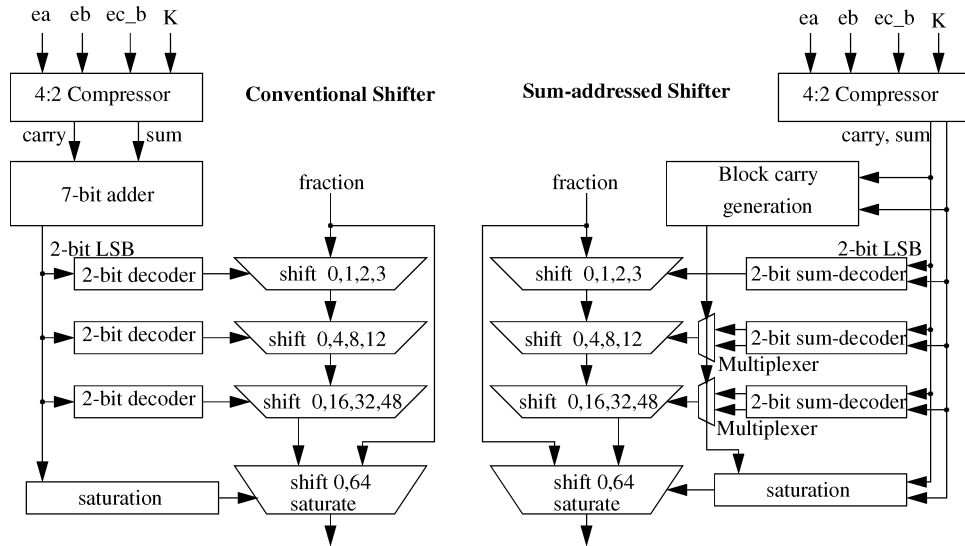 ea eb ec_b K
4:2 Compressor
carry sum
7-bit adder
2-bit LSB
2-bit decoder
2-bit decoder
2-bit decoder
saturation
Conventional Shifter
fraction
shift 0,1,2,3
shift 0,4,8,12
shift 0,16,32,48
shift 0,64
saturate
Sum-addressed Shifter
fraction
shift 0,1,2,3
shift 0,4,8,12
shift 0,16,32,48
shift 0,64
saturate
ea eb ec_b K
4:2 Compressor
carry, sum
Block carry
generation
2-bit LSB
2-bit sum-decoder
2-bit sum-decoder
Multiplexer
2-bit sum-decoder
Multiplexer
saturation